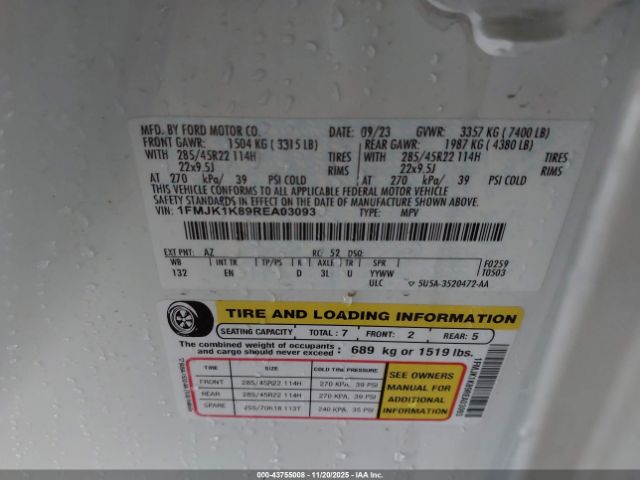 MFD. BY FORD MOTOR CO. DATE: 09/23 GVWR: 3357 KG (7400 LB)
FRONT GAWR: 1504 KG (3315 LB) REAR GAWR: 1987 KG (4380 LB)
WITH 285/45R22 114H TIRES WITH 285/45R22 114H TIRES
22x9.5J RIMS 22x9.5J RIMS
AT 270 kPa/ 39 PSI COLD AT 270 kPa/ 39 PSI COLD
THIS VEHICLE CONFORMS TO ALL APPLICABLE FEDERAL MOTOR VEHICLE
SAFETY STANDARDS IN EFFECT ON THE DATE OF MANUFACTURE SHOWN ABOVE.
VIN: 1FMJK1K89REA03093 TYPE: MPV
EXT PNT: AZ RC: 52 DSO:
WB INT TR TP/PS R AXLE TR SPR F0259
132 EN D 3L U YYWW T0503
ULC 5U5A-3520472-AA
TIRE AND LOADING INFORMATION
SEATING CAPACITY TOTAL: 7 FRONT: 2 REAR: 5
The combined weight of occupants and cargo should never exceed: 689 kg or 1519 lbs.
TIRE SIZE COLD TIRE PRESSURE
FRONT 285/45R22 114H 270 KPA, 39 PSI
REAR 285/45R22 114H 270 KPA, 39 PSI
SPARE 255/70R18 113T 240 KPA, 35 PSI
SEE OWNERS
MANUAL FOR
ADDITIONAL
INFORMATION
1FMJK1K89REA03093
#000-43755008 - 11/20/2025 - IAAI.com